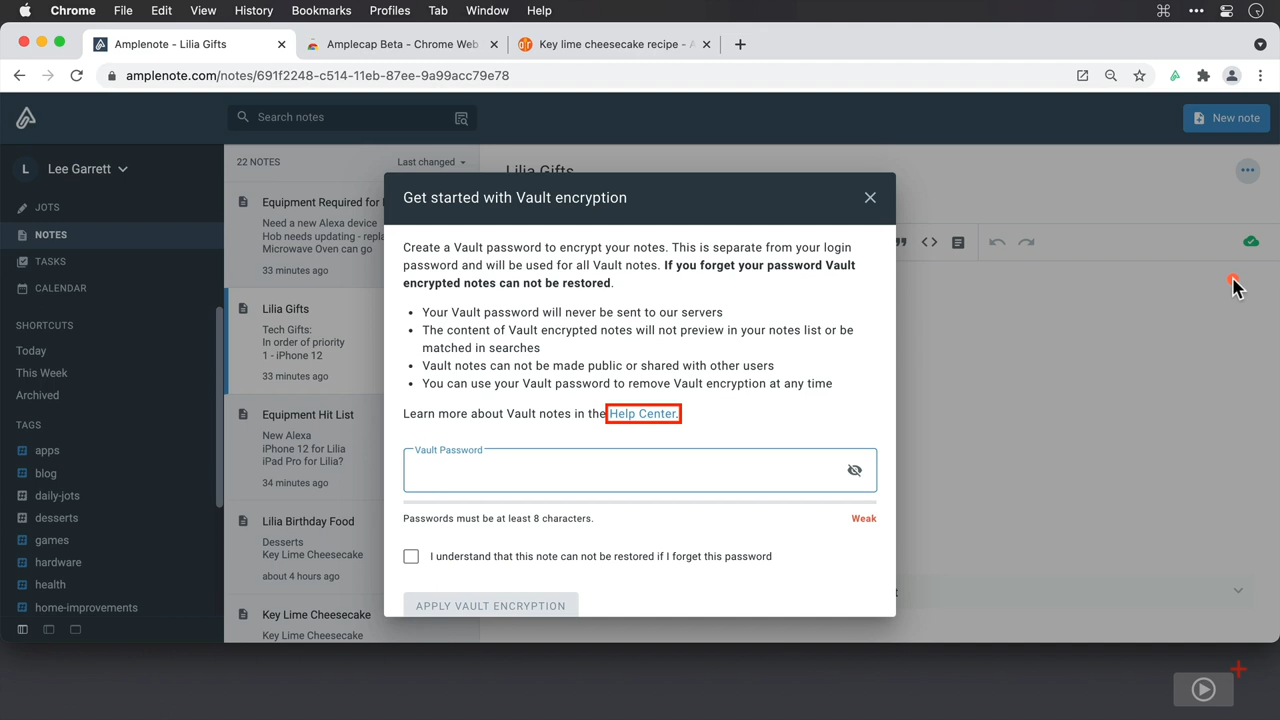 Chrome File Edit View History Bookmarks Profiles Tab Window Help
Amplenote - Lilia Gifts
Amplecap Beta - Chrome Web
Key lime cheesecake recipe -
amplenote.com/notes/691f2248-c514-11eb-87ee-9a99acc79e78
Search notes
New note
L Lee Garrett
JOTS
NOTES
TASKS
CALENDAR
SHORTCUTS
Today
This Week
Archived
TAGS
apps
blog
daily-jots
desserts
games
hardware
health
home-improvements
22 NOTES Last changed
Equipment Required for
Need a new Alexa device
Hob needs updating - repla
Microwave Oven can go
33 minutes ago
Lilia Gifts
Tech Gifts:
In order of priority
1 - iPhone 12
33 minutes ago
Equipment Hit List
New Alexa
iPhone 12 for Lilia
iPad Pro for Lilia?
34 minutes ago
Lilia Birthday Food
Desserts
Key Lime Cheesecake
about 4 hours ago
Key Lime Cheesecake
Key Lime Cheesecake
Lilia Gifts
Get started with Vault encryption
Create a Vault password to encrypt your notes. This is separate from your login
password and will be used for all Vault notes. If you forget your password Vault
encrypted notes can not be restored.
• Your Vault password will never be sent to our servers
• The content of Vault encrypted notes will not preview in your notes list or be
matched in searches
• Vault notes can not be made public or shared with other users
• You can use your Vault password to remove Vault encryption at any time
Learn more about Vault notes in the Help Center.
Vault Password
Passwords must be at least 8 characters. Weak
I understand that this note can not be restored if I forget this password
APPLY VAULT ENCRYPTION